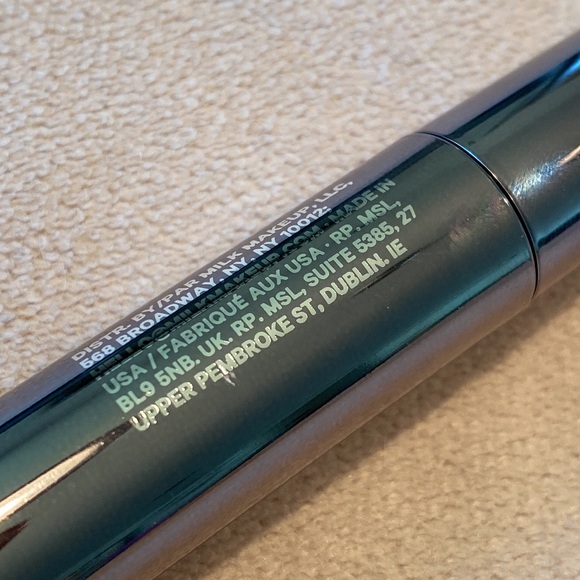 DISTR. BY/PAR MILK MAKEUP, LLC,
568 BROADWAY, NY, NY 10012-
MILKMAKEUP.COM. MADE IN
USA / FABRIQUÉ AUX USA · RP. MSL,
BL9 5NB, UK. RP. MSL, SUITE 5385, 27
UPPER PEMBROKE ST, DUBLIN, IE